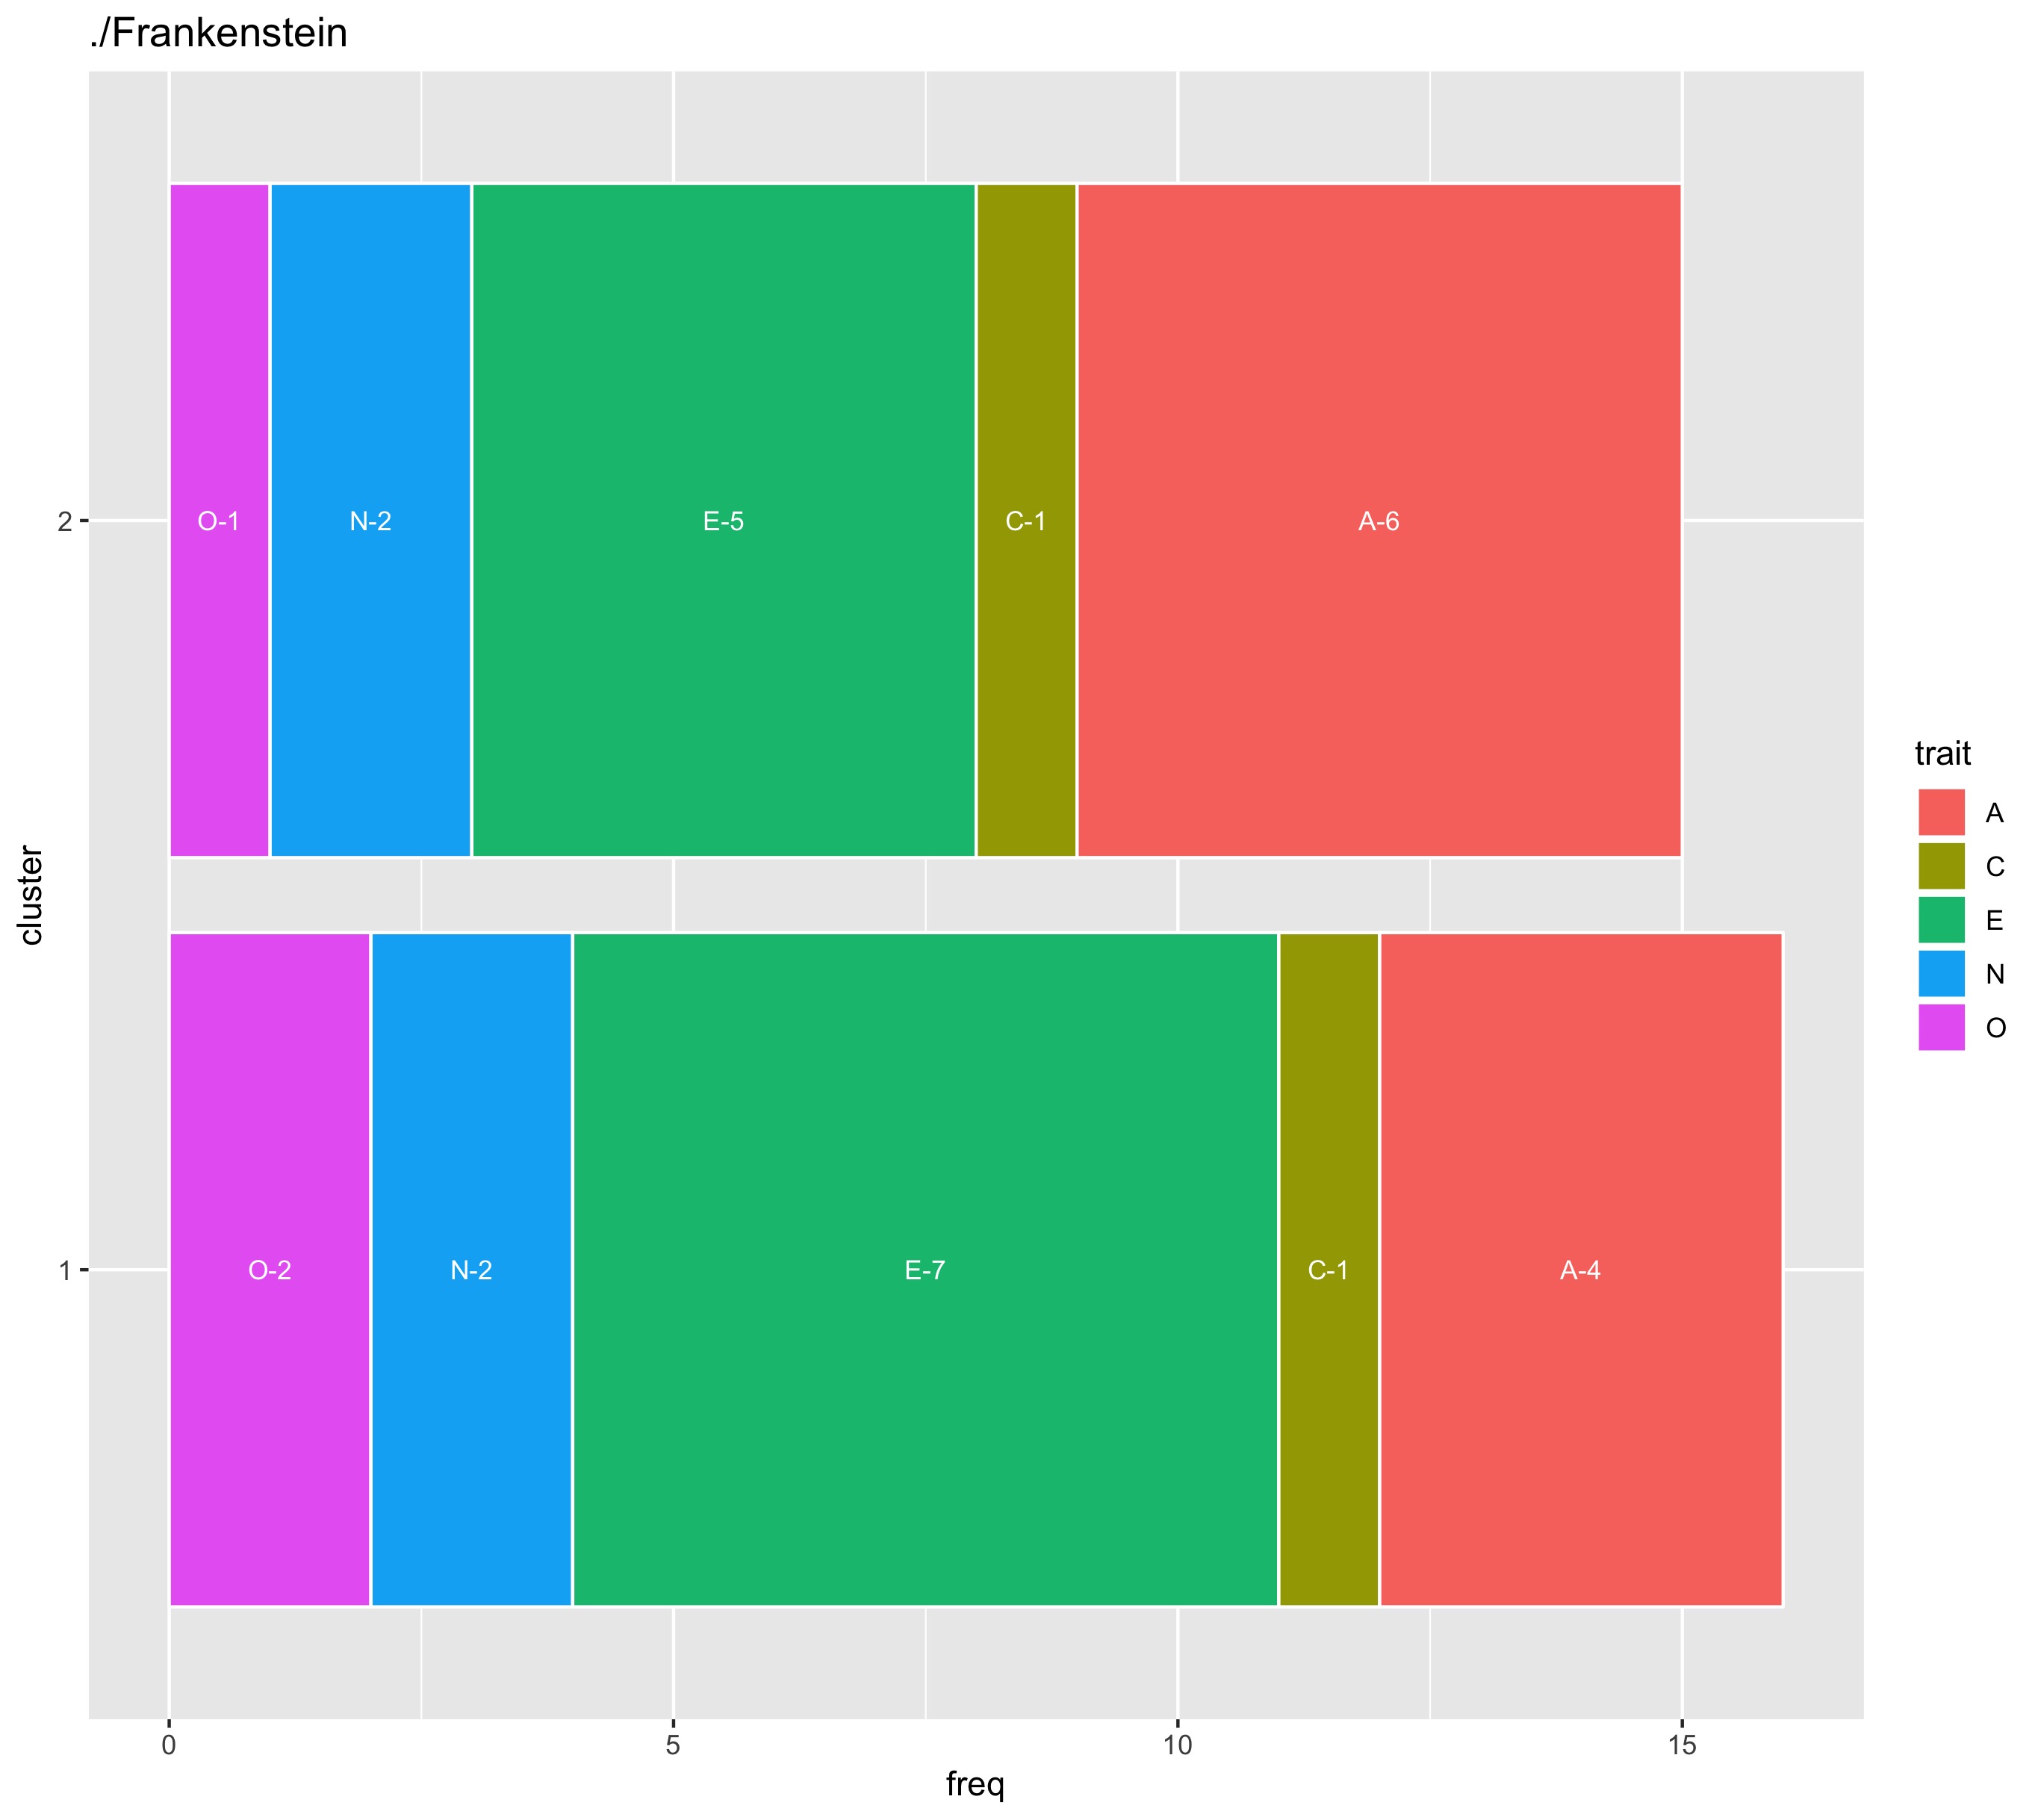 ./Frankenstein
2
O-1 N-2 E-5 C-1 A-6
cluster
1
O-2 N-2 E-7 C-1 A-4
0 5 10 15
freq
trait
A
C
E
N
O